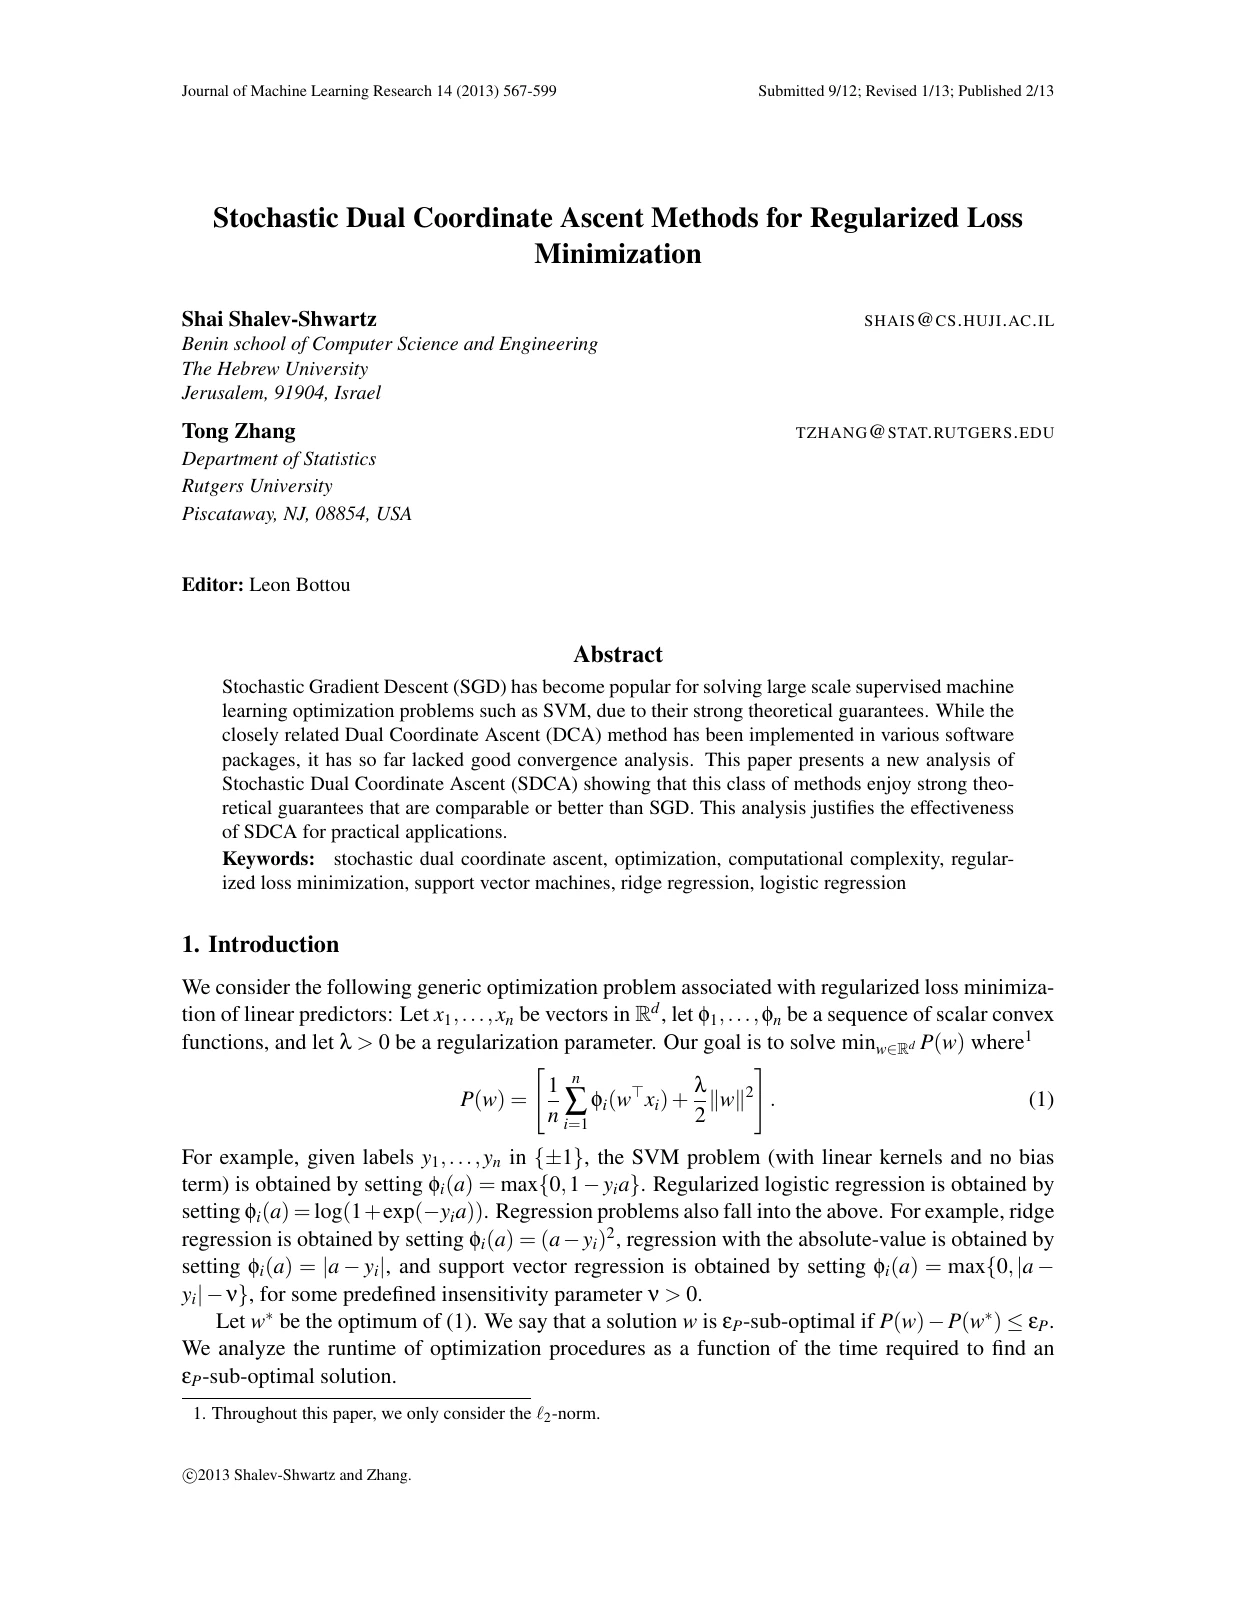 Journal of Machine Learning Research 14 (2013) 567-599 Submitted 9/12; Revised 1/13; Published 2/13
Stochastic Dual Coordinate Ascent Methods for Regularized Loss
Minimization
Shai Shalev-Shwartz SHAIS@CS.HUJI.AC.IL
Benin school of Computer Science and Engineering
The Hebrew University
Jerusalem, 91904, Israel
Tong Zhang TZHANG@STAT.RUTGERS.EDU
Department of Statistics
Rutgers University
Piscataway, NJ, 08854, USA
Editor: Leon Bottou
Abstract
Stochastic Gradient Descent (SGD) has become popular for solving large scale supervised machine
learning optimization problems such as SVM, due to their strong theoretical guarantees. While the
closely related Dual Coordinate Ascent (DCA) method has been implemented in various software
packages, it has so far lacked good convergence analysis. This paper presents a new analysis of
Stochastic Dual Coordinate Ascent (SDCA) showing that this class of methods enjoy strong theo-
retical guarantees that are comparable or better than SGD. This analysis justifies the effectiveness
of SDCA for practical applications.
Keywords: stochastic dual coordinate ascent, optimization, computational complexity, regular-
ized loss minimization, support vector machines, ridge regression, logistic regression
1. Introduction
We consider the following generic optimization problem associated with regularized loss minimiza-
tion of linear predictors: Let x₁,...,xₙ be vectors in ℝᵈ, let ϕ₁,...,ϕₙ be a sequence of scalar convex
functions, and let λ > 0 be a regularization parameter. Our goal is to solve min_{w∈ℝᵈ} P(w) where¹
P(w) = [ 1/n ∑_{i=1}^{n} ϕᵢ(w⊤xᵢ) + λ/2 ‖w‖² ]. (1)
For example, given labels y₁,...,yₙ in {±1}, the SVM problem (with linear kernels and no bias
term) is obtained by setting ϕᵢ(a) = max{0, 1 − yᵢa}. Regularized logistic regression is obtained by
setting ϕᵢ(a) = log(1+exp(−yᵢa)). Regression problems also fall into the above. For example, ridge
regression is obtained by setting ϕᵢ(a) = (a−yᵢ)², regression with the absolute-value is obtained by
setting ϕᵢ(a) = |a − yᵢ|, and support vector regression is obtained by setting ϕᵢ(a) = max{0, |a −
yᵢ| − ν}, for some predefined insensitivity parameter ν > 0.
Let w* be the optimum of (1). We say that a solution w is ε_P-sub-optimal if P(w) − P(w*) ≤ ε_P.
We analyze the runtime of optimization procedures as a function of the time required to find an
ε_P-sub-optimal solution.
1. Throughout this paper, we only consider the ℓ₂-norm.
©2013 Shalev-Shwartz and Zhang.